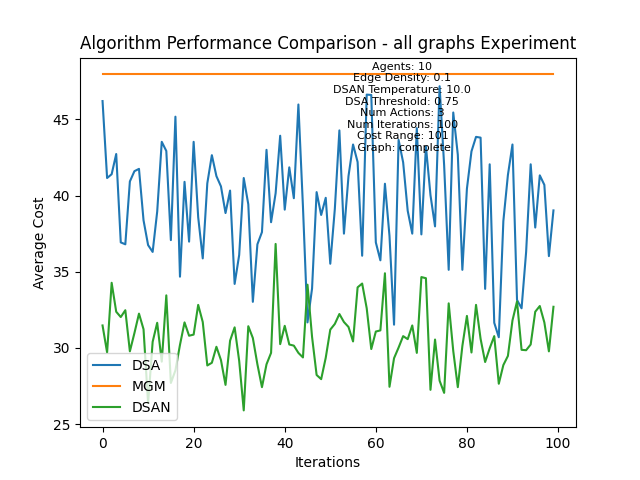 Algorithm Performance Comparison - all graphs Experiment
Agents: 10
Edge Density: 0.1
DSAN Temperature: 10.0
DSA Threshold: 0.75
Num Actions: 3
Num Iterations: 100
Cost Range: 101
Graph: complete
Average Cost
45
40
35
30
25
DSA
MGM
DSAN
0
20
40
60
80
100
Iterations